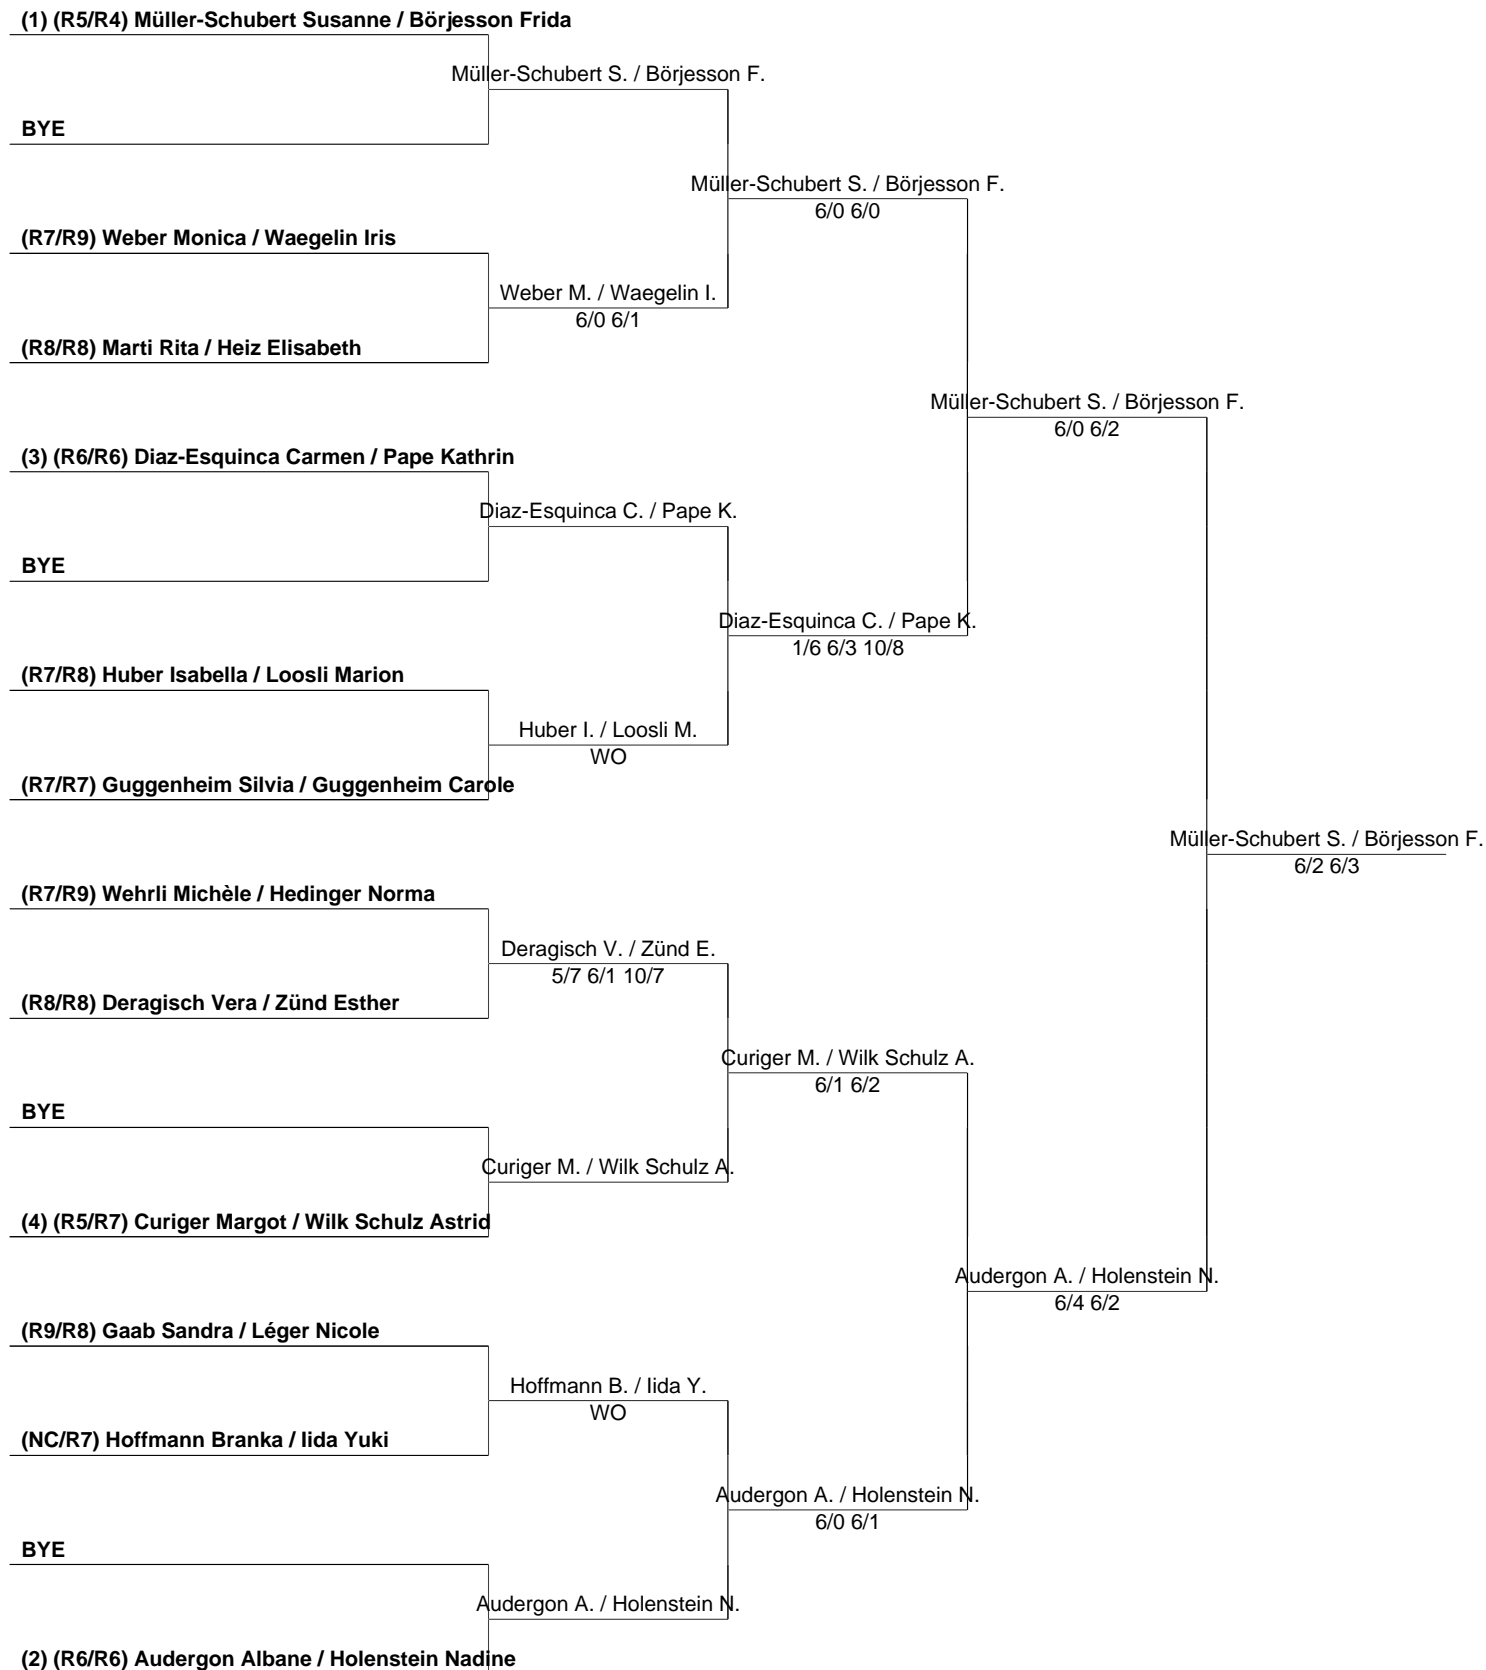 (1) (R5/R4) Müller-Schubert Susanne / Börjesson Frida
Müller-Schubert S. / Börjesson F.
BYE
Müller-Schubert S. / Börjesson F.
6/0 6/0
(R7/R9) Weber Monica / Waegelin Iris
Weber M. / Waegelin I.
6/0 6/1
(R8/R8) Marti Rita / Heiz Elisabeth
Müller-Schubert S. / Börjesson F.
6/0 6/2
(3) (R6/R6) Diaz-Esquinca Carmen / Pape Kathrin
Diaz-Esquinca C. / Pape K.
BYE
Diaz-Esquinca C. / Pape K.
1/6 6/3 10/8
(R7/R8) Huber Isabella / Loosli Marion
Huber I. / Loosli M.
WO
(R7/R7) Guggenheim Silvia / Guggenheim Carole
Müller-Schubert S. / Börjesson F.
6/2 6/3
(R7/R9) Wehrli Michèle / Hedinger Norma
Deragisch V. / Zünd E.
5/7 6/1 10/7
(R8/R8) Deragisch Vera / Zünd Esther
Curiger M. / Wilk Schulz A.
6/1 6/2
BYE
Curiger M. / Wilk Schulz A.
(4) (R5/R7) Curiger Margot / Wilk Schulz Astrid
Audergon A. / Holenstein N.
6/4 6/2
(R9/R8) Gaab Sandra / Léger Nicole
Hoffmann B. / Iida Y.
WO
(NC/R7) Hoffmann Branka / Iida Yuki
Audergon A. / Holenstein N.
6/0 6/1
BYE
Audergon A. / Holenstein N.
(2) (R6/R6) Audergon Albane / Holenstein Nadine